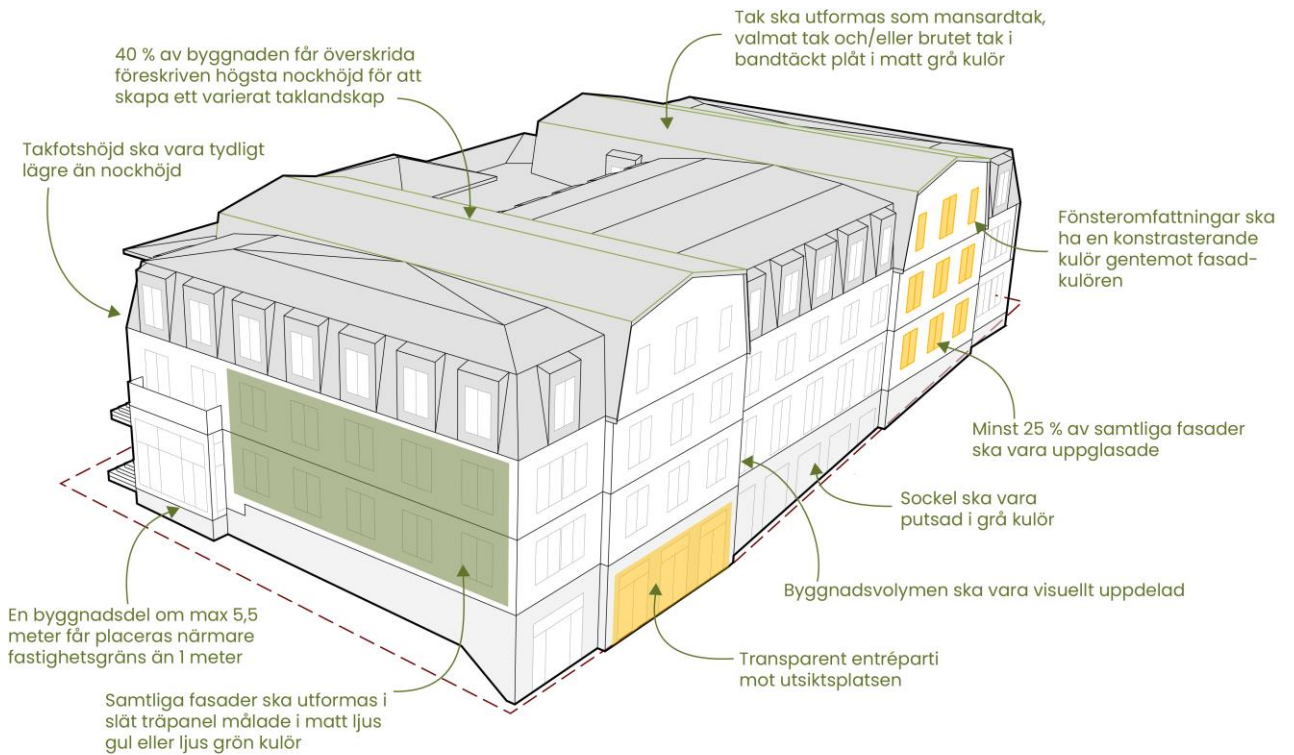 Tak ska utformas som mansardtak,
valmat tak och/eller brutet tak i
bandtäckt plåt i matt grå kulör
40 % av byggnaden får överskrida
föreskriven högsta nockhöjd för att
skapa ett varierat taklandskap
Takfotshöjd ska vara tydligt
lägre än nockhöjd
Fönsteromfattningar ska
ha en konstrasterande
kulör gentemot fasad-
kulören
Minst 25 % av samtliga fasader
ska vara uppglasade
Sockel ska vara
putsad i grå kulör
Byggnadsvolymen ska vara visuellt uppdelad
En byggnadsdel om max 5,5
meter får placeras närmare
fastighetsgräns än 1 meter
Transparent entréparti
mot utsiktsplatsen
Samtliga fasader ska utformas i
slät träpanel målade i matt ljus
gul eller ljus grön kulör